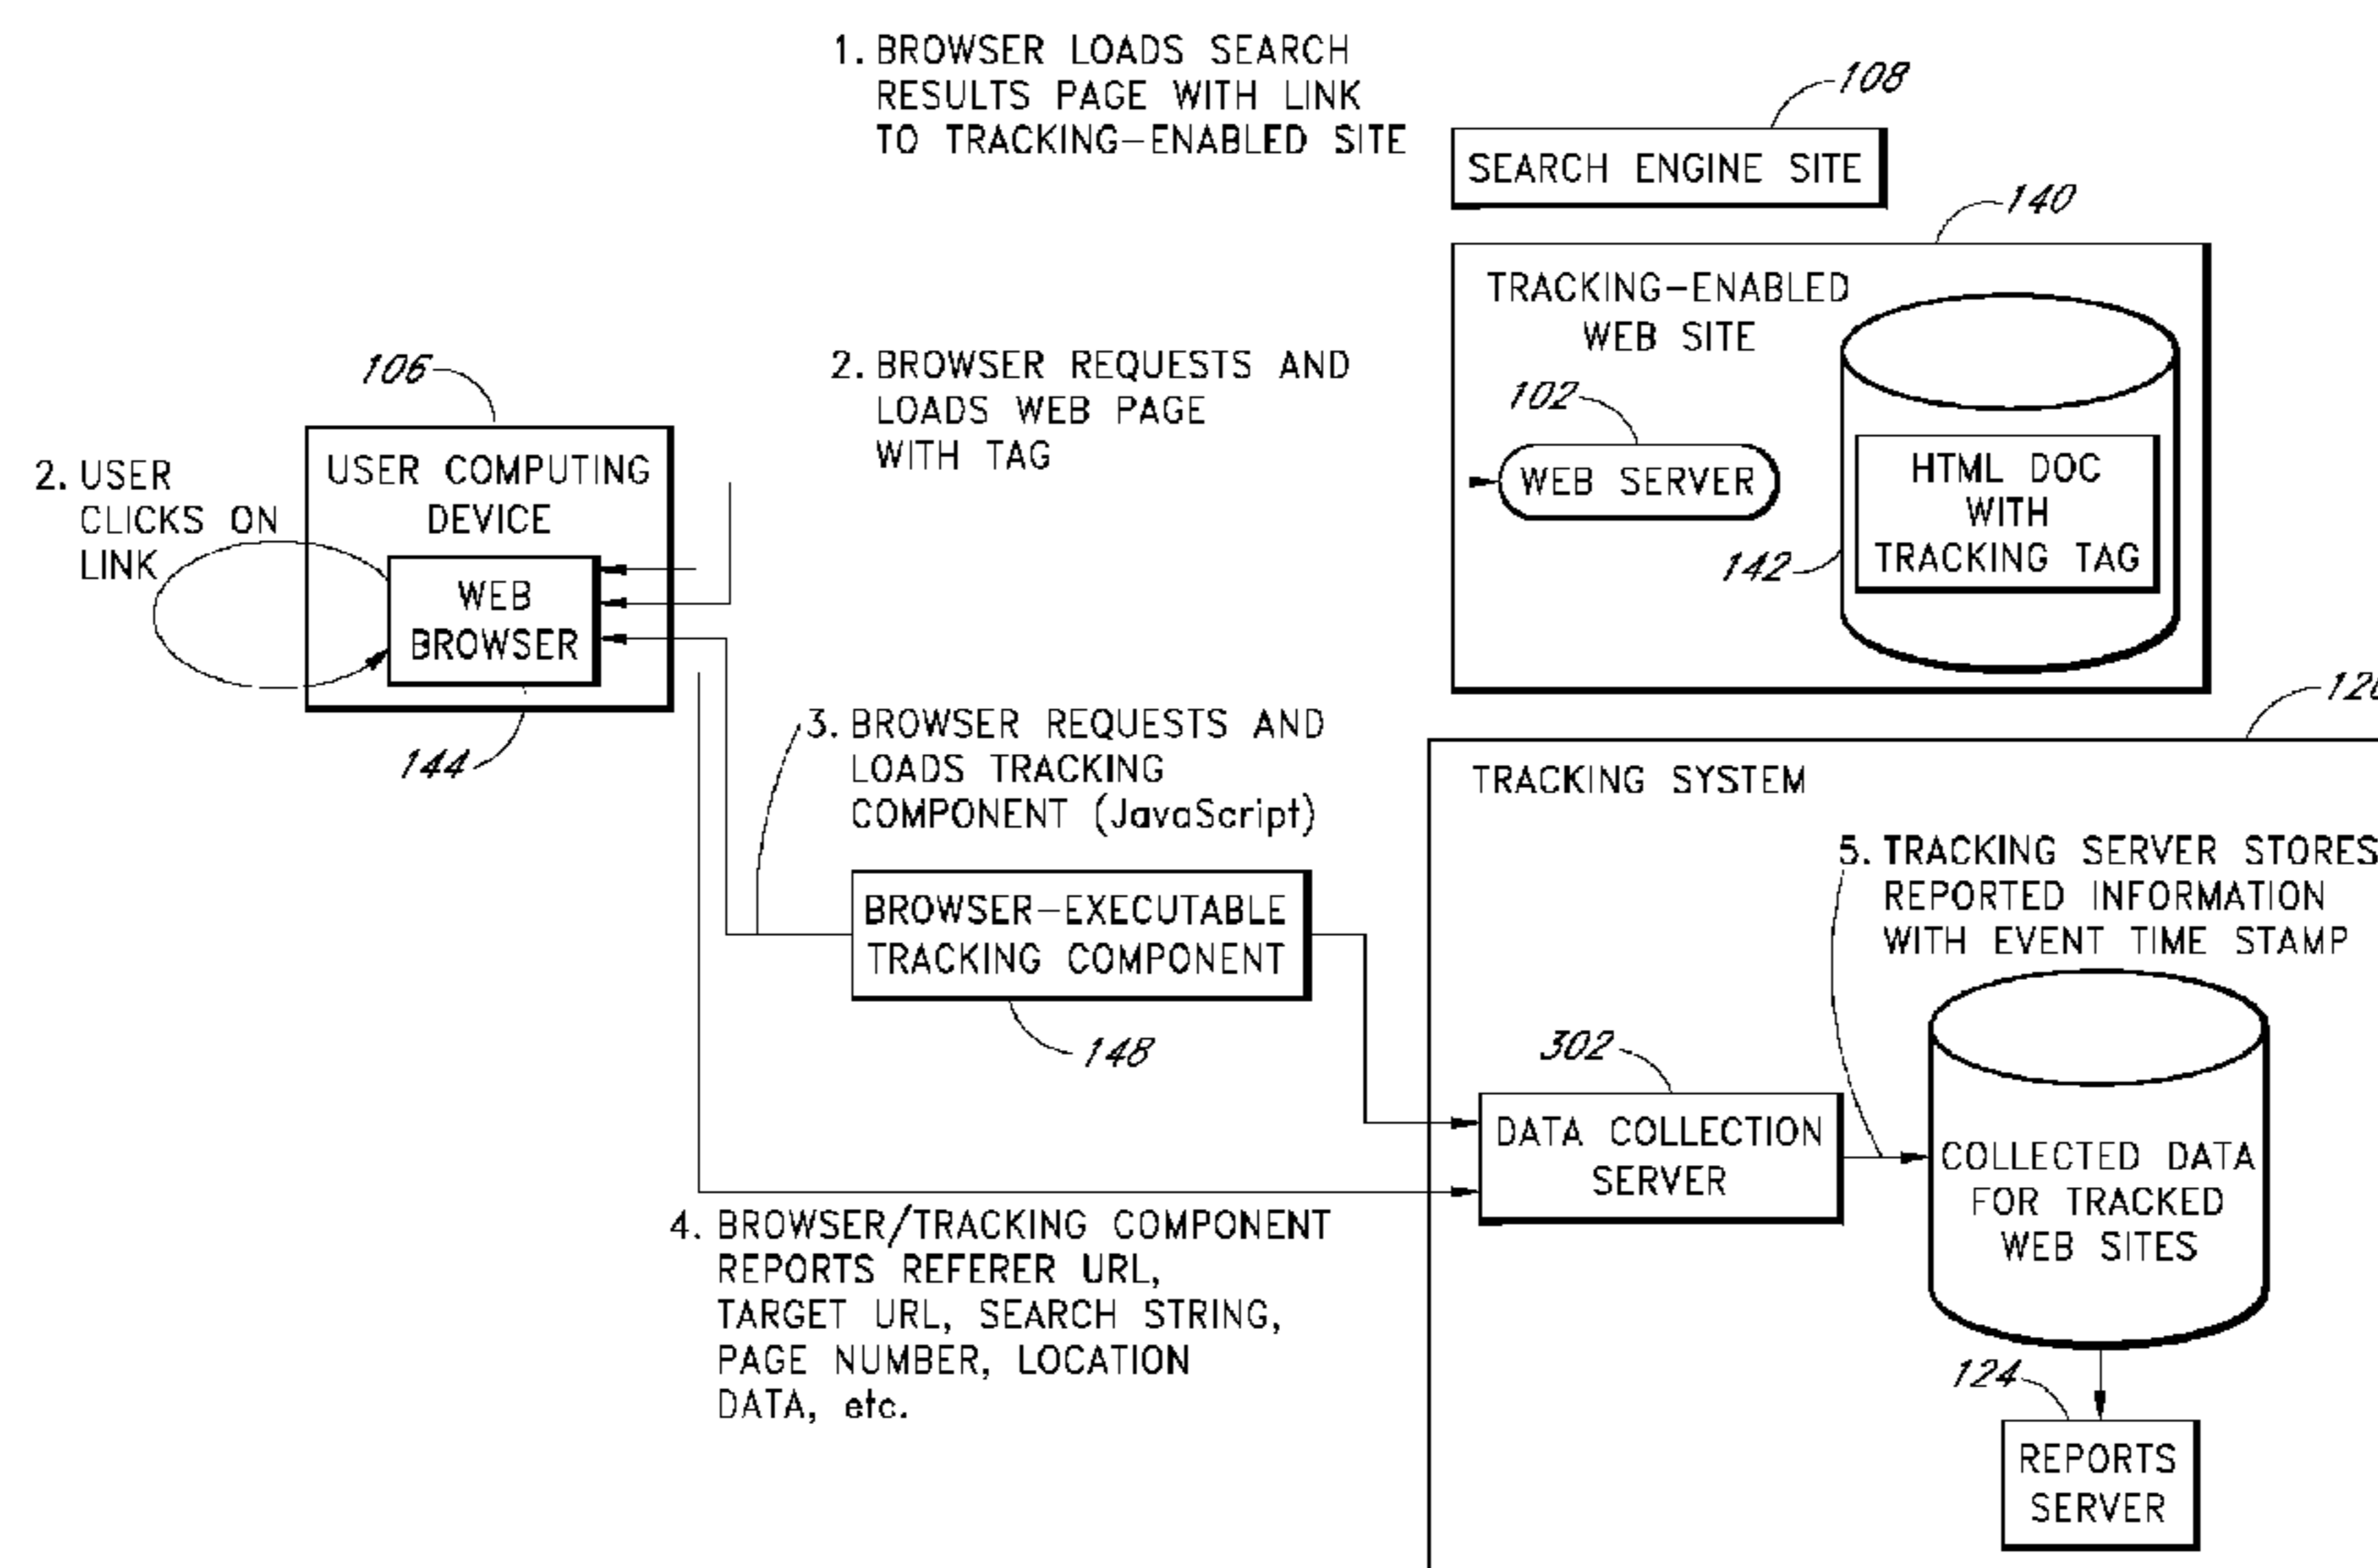 1. BROWSER LOADS SEARCH
RESULTS PAGE WITH LINK
TO TRACKING-ENABLED SITE
108
SEARCH ENGINE SITE
140
TRACKING-ENABLED
WEB SITE
102
WEB SERVER
HTML DOC
WITH
TRACKING TAG
142
2. BROWSER REQUESTS AND
LOADS WEB PAGE
WITH TAG
106
USER COMPUTING
DEVICE
2. USER
CLICKS ON
LINK
WEB
BROWSER
144
3. BROWSER REQUESTS AND
LOADS TRACKING
COMPONENT (JavaScript)
BROWSER-EXECUTABLE
TRACKING COMPONENT
148
TRACKING SYSTEM
5. TRACKING SERVER STORES
REPORTED INFORMATION
WITH EVENT TIME STAMP
302
DATA COLLECTION
SERVER
COLLECTED DATA
FOR TRACKED
WEB SITES
4. BROWSER/TRACKING COMPONENT
REPORTS REFERER URL,
TARGET URL, SEARCH STRING,
PAGE NUMBER, LOCATION
DATA, etc.
124
REPORTS
SERVER